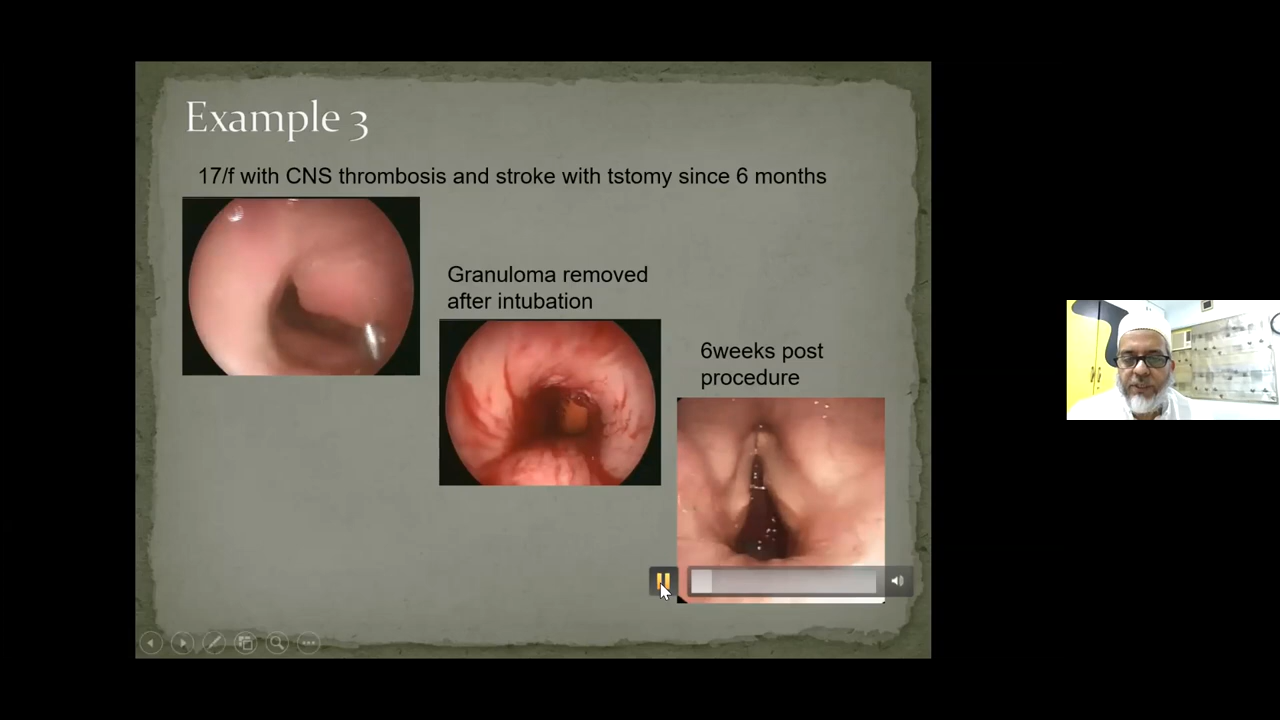 Example 3
17/f with CNS thrombosis and stroke with tstomy since 6 months
Granuloma removed
after intubation
6weeks post
procedure